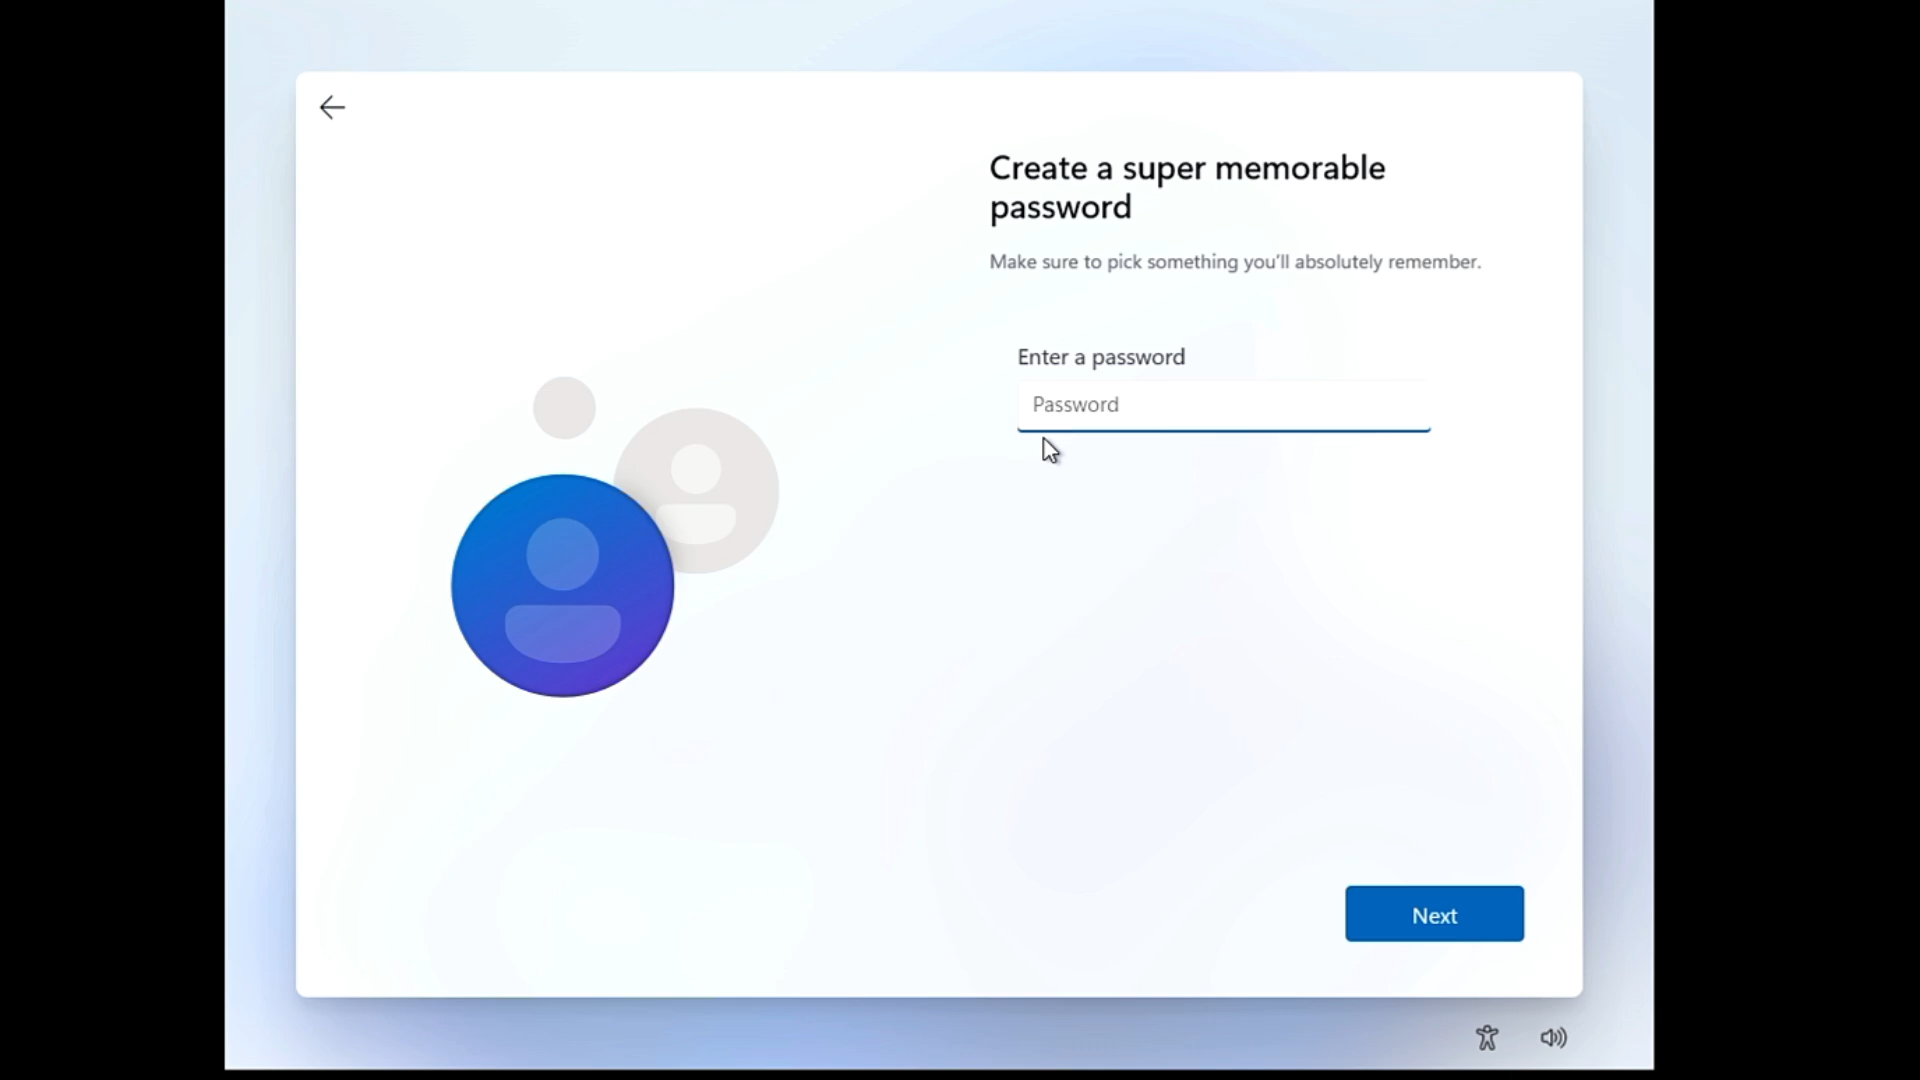 Create a super memorable
password
Make sure to pick something you'll absolutely remember.
Enter a password
Password
Next